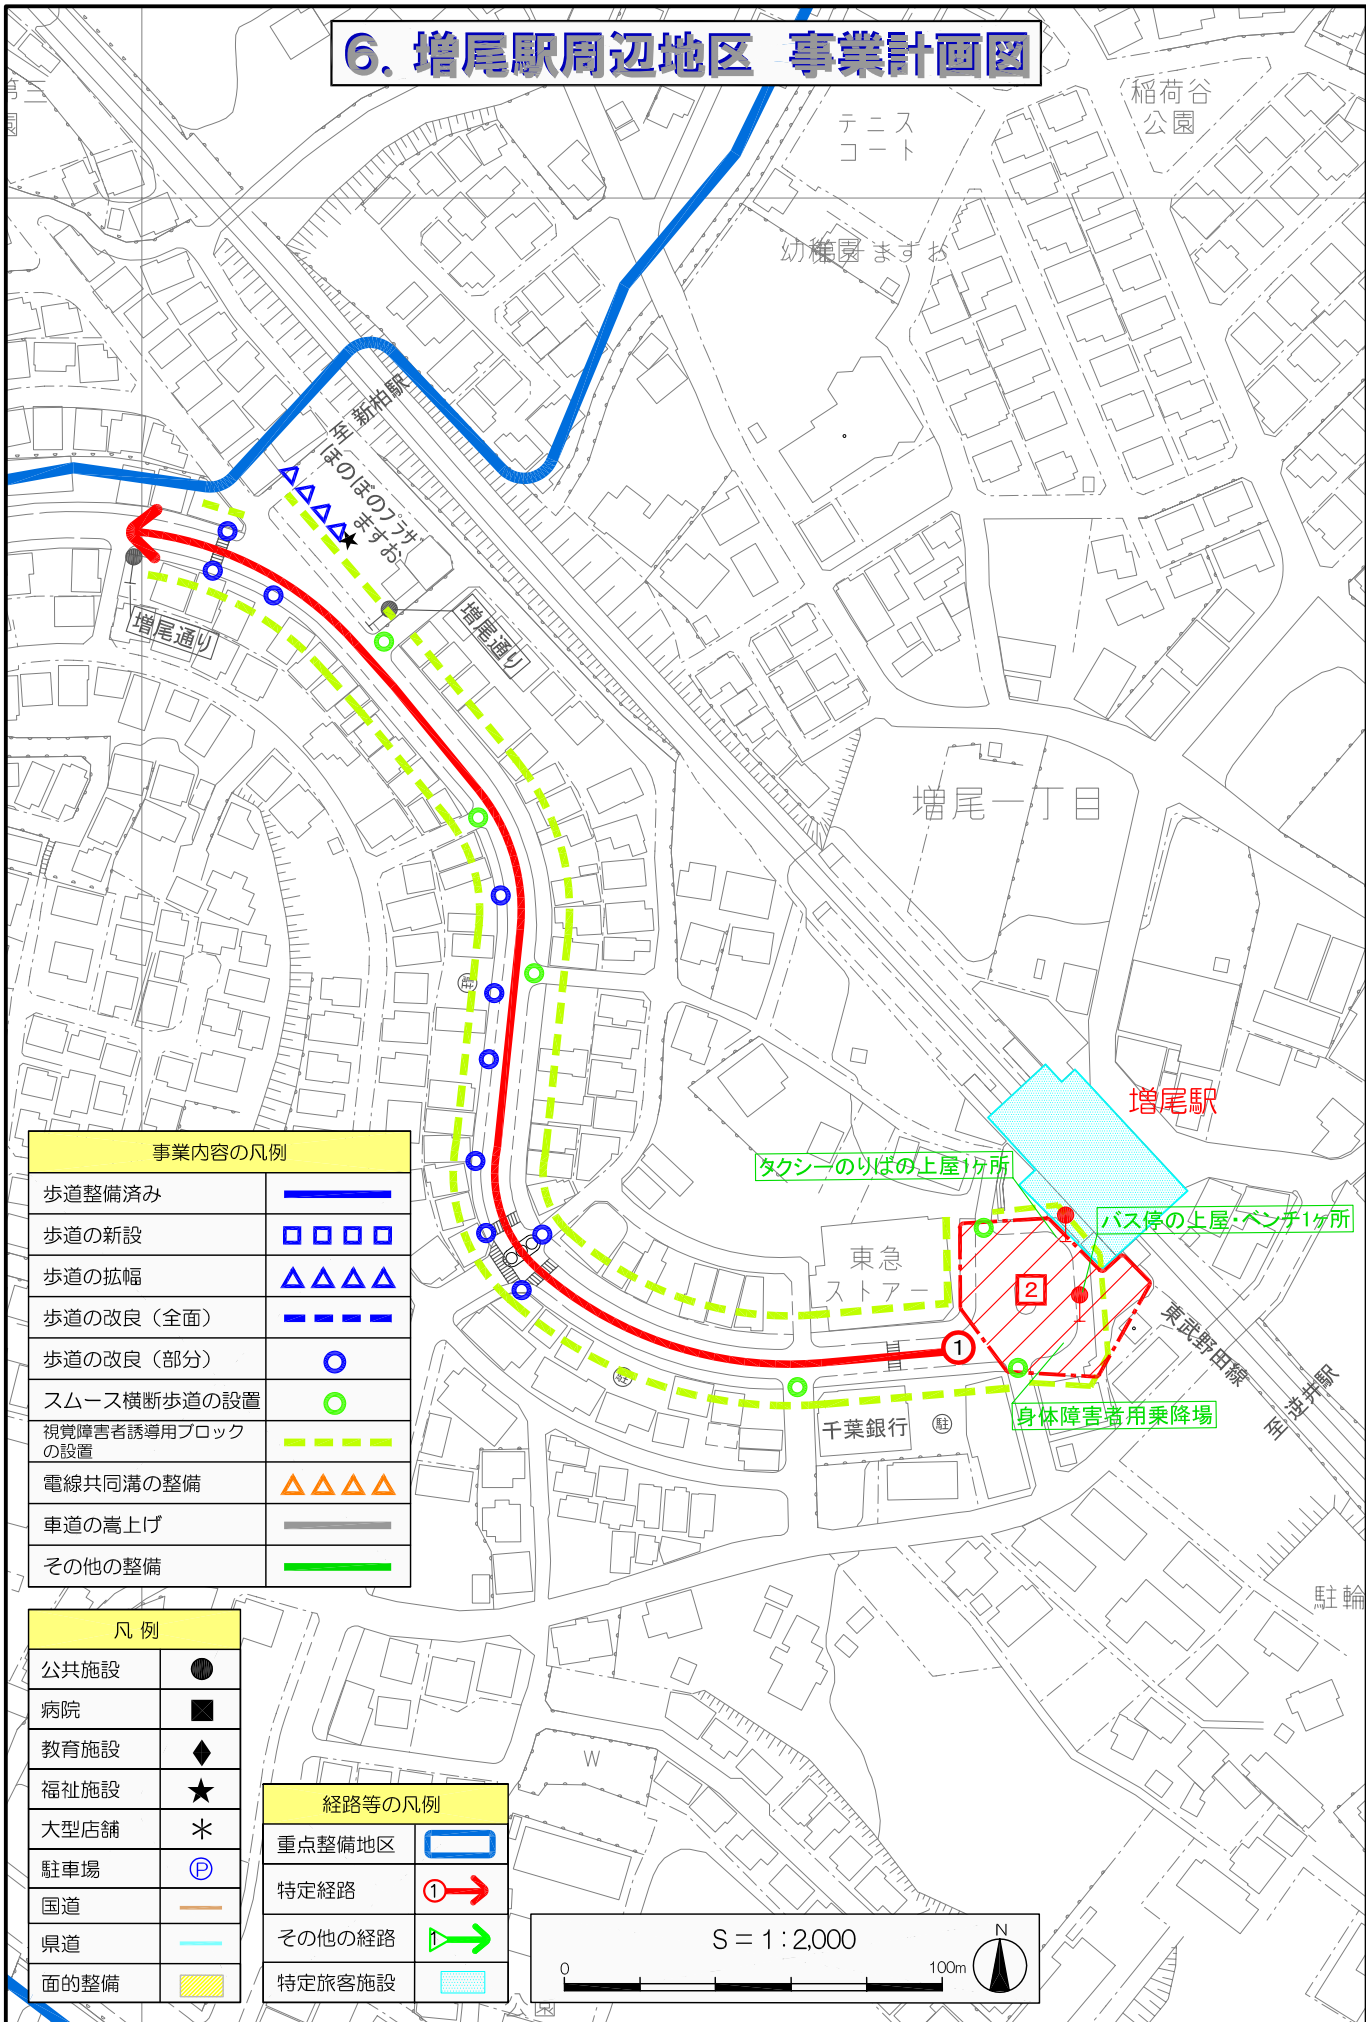 6. 増尾駅周辺地区 事業計画図
テニス
コート
稲荷谷
公園
幼稚園
ますお
至 新柏駅
ほのぼのプラザ
ますお
増尾通り
増尾通り
増尾一丁目
増尾駅
タクシーのりばの上屋1ヶ所
バス停の上屋・ベンチ1ヶ所
東急
ストアー
2
1
東武野田線
至 逆井駅
身体障害者用乗降場
千葉銀行
駐
駐
駐
駐輪
W
園
事業内容の凡例
歩道整備済み
歩道の新設
歩道の拡幅
歩道の改良（全面）
歩道の改良（部分）
スムース横断歩道の設置
視覚障害者誘導用ブロック
の設置
電線共同溝の整備
車道の嵩上げ
その他の整備
凡 例
公共施設
病院
教育施設
福祉施設
大型店舗
駐車場
P
国道
県道
面的整備
経路等の凡例
重点整備地区
特定経路
1
その他の経路
1
特定旅客施設
S = 1 : 2,000
0
100m
N